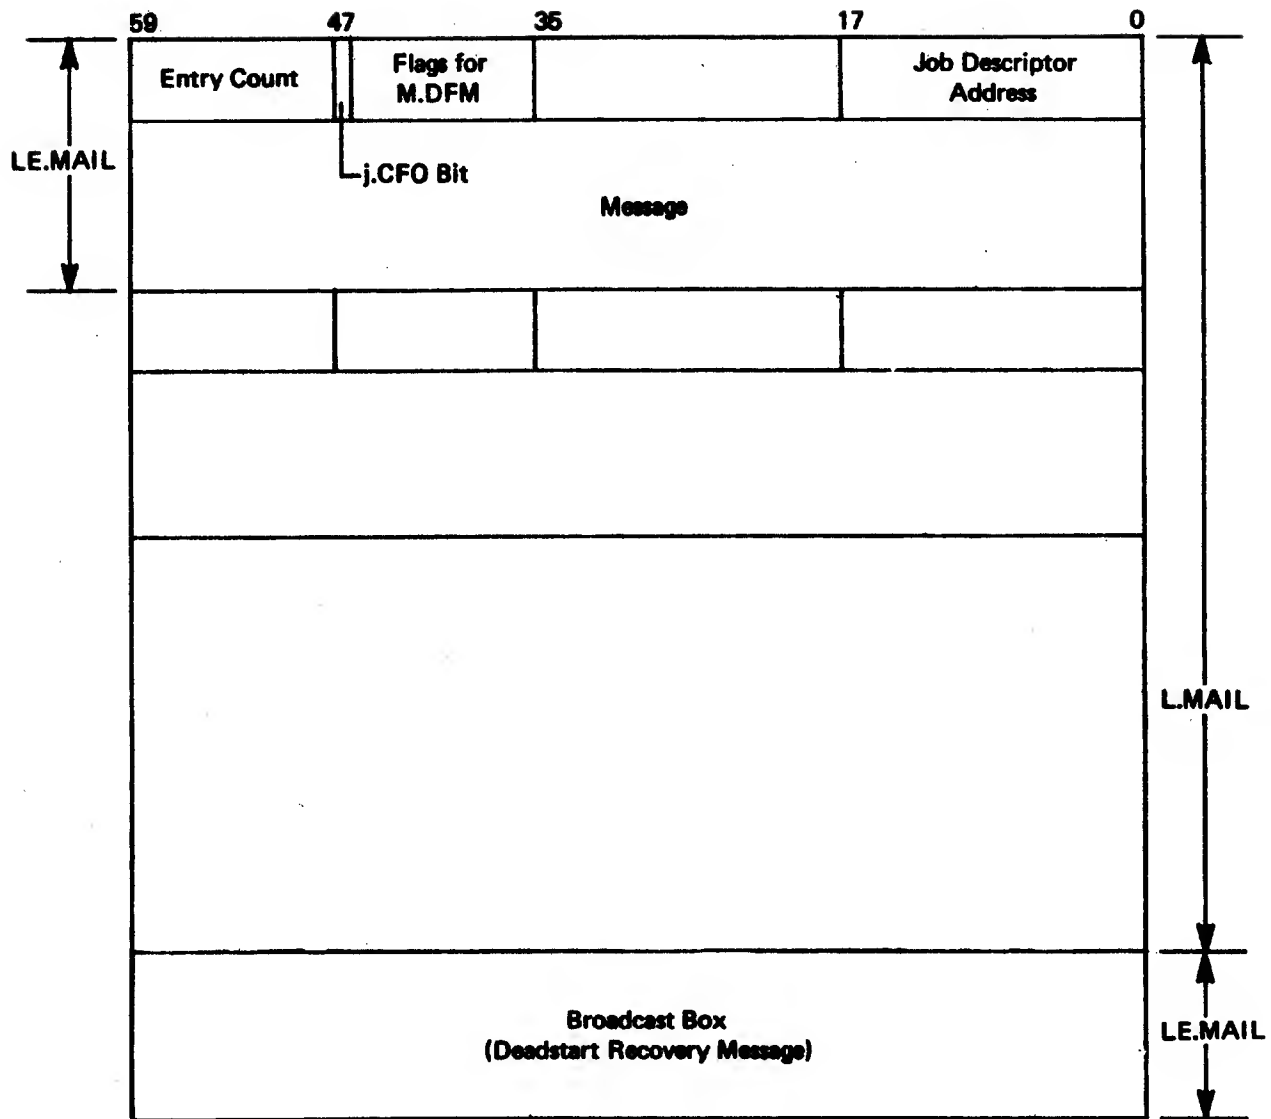 59 47 35 17 0
Entry Count
Flags for
M.DFM
Job Descriptor
Address
LE.MAIL
j.CFO Bit
Message
L.MAIL
Broadcast Box
(Deadstart Recovery Message)
LE.MAIL